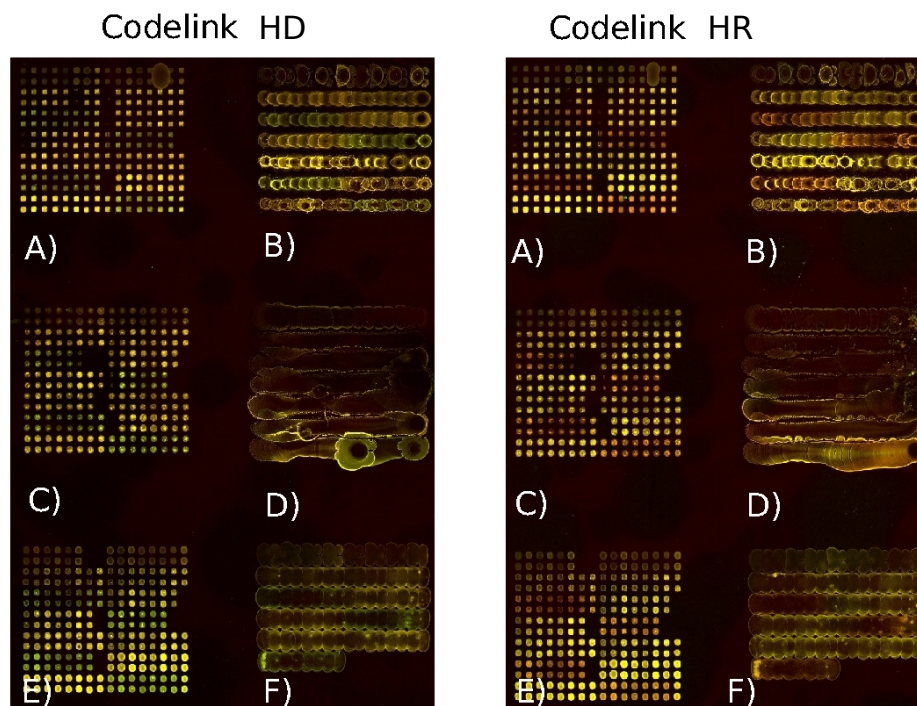 Codelink HD
Codelink HR
A)
B)
A)
B)
C)
D)
C)
D)
E)
F)
E)
F)